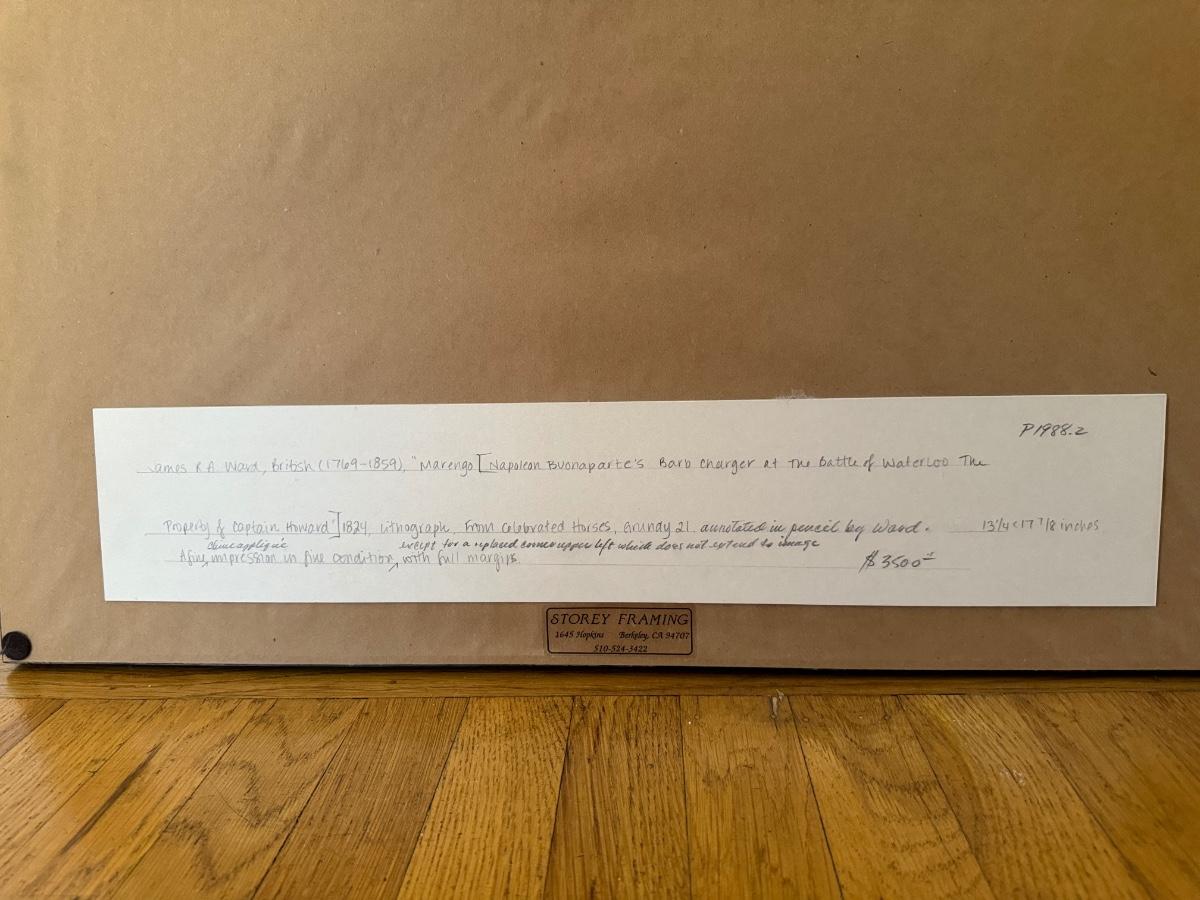 P1988.2
James R.A. Ward, British (1769-1859), "Marengo [Napoleon Buonaparte's Barb Charger at The Battle of Waterloo The
Property of Captain Howard"] 1824, Lithograph, From Celebrated Horses, Grundy 21. annotated in pencil by Ward. 13 1/4 x 17 7/8 inches
chine appliqé except for a replaced corner upper left which does not extend to image
A fine, impression in fine condition, with full margins. $3500
STOREY FRAMING
1645 Hopkins Berkeley, CA 94707
510-524-3422